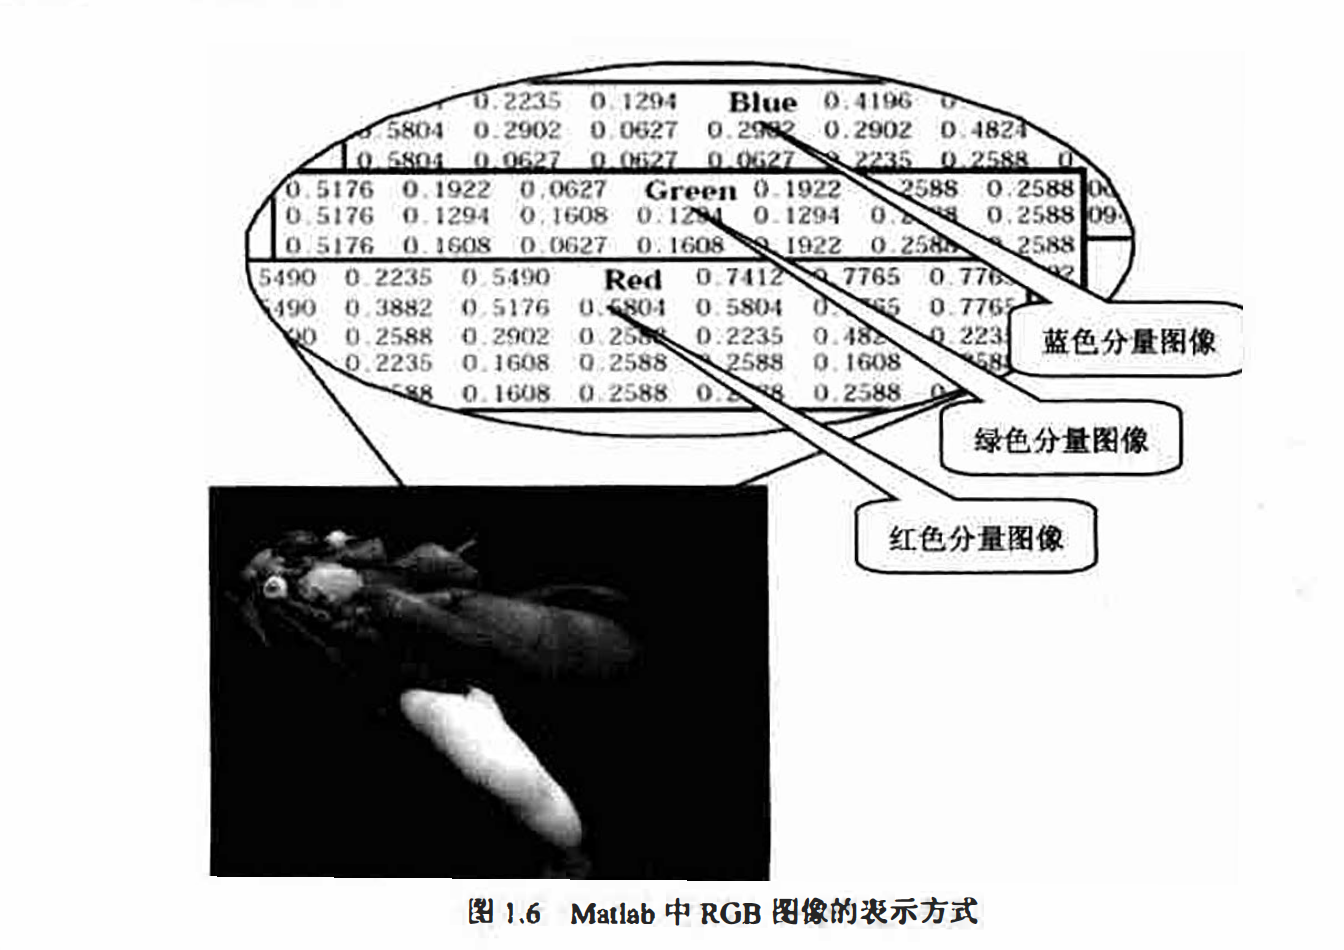 0.2235 0.1294 Blue 0.4196
.5804 0.2902 0.0627 0.2902 0.2902 0.4824
0.5804 0.0627 0.0627 0.0627 0.2235 0.2588 0
0.5176 0.1922 0.0627 Green 0.1922 2588 0.2588
0.5176 0.1294 0.1608 0.1294 0.1294 0.2588 0.2588 094
0.5176 0.1608 0.0627 0.1608 0.1922 0.2588 2588
5490 0.2235 0.5490 Red 0.7412 0.7765 0.776
5490 0.3882 0.5176 0.5804 0.5804 765 0.7765
90 0.2588 0.2902 0.2588 0.2235 0.482 0.223
蓝色分量图像
0.2235 0.1608 0.2588 0.2588 0.1608
588 0.1608 0.2588 0.2588 0.2588 0
绿色分量图像
红色分量图像
图 1.6 Matlab 中 RGB 图像的表示方式